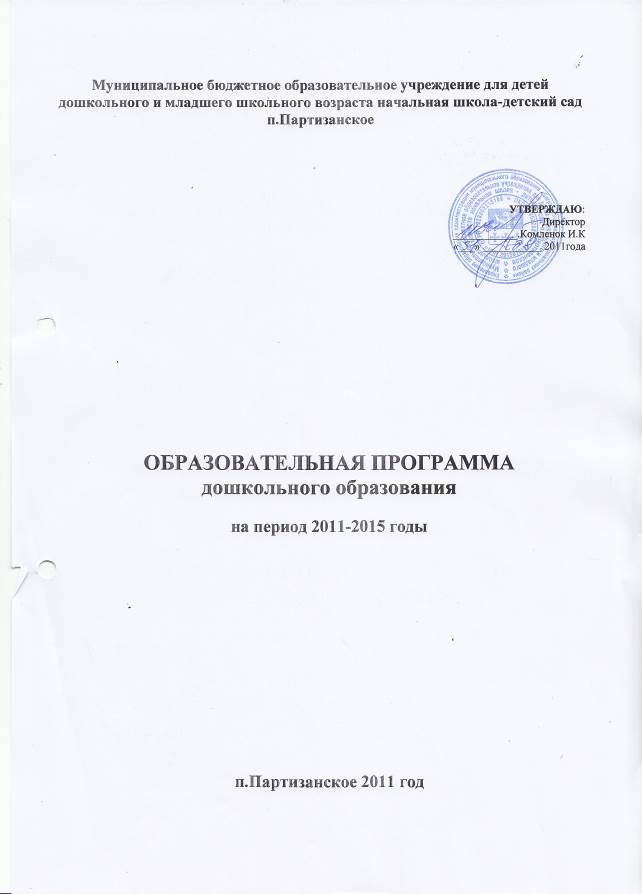 Муниципальное бюджетное образовательное учреждение для детей
дошкольного и младшего школьного возраста начальная школа-детский сад
п.Партизанское
УТВЕРЖДАЮ:
Директор
Комленок И.К
« » 2011года
ОБРАЗОВАТЕЛЬНАЯ ПРОГРАММА
дошкольного образования
на период 2011-2015 годы
п.Партизанское 2011 год